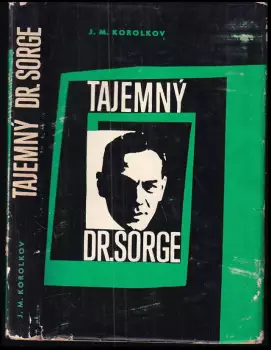 J. M. KOROLKOV
TAJEMNÝ
DR. SORGE
TAJEMNÝ DR. SORGE
J. M. KOROLKOV